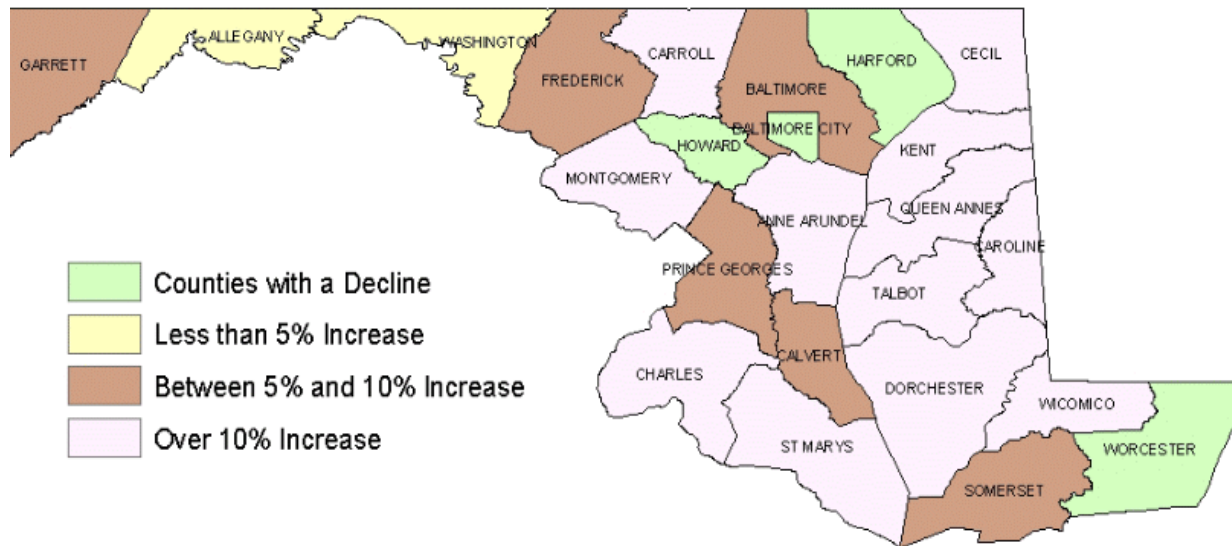 ALLEGANY
WASHINGTON
GARRETT
FREDERICK
CARROLL
BALTIMORE
HARFORD
CECIL
BALTIMORE CITY
HOWARD
KENT
MONTGOMERY
ANNE ARUNDEL
QUEEN ANNES
CAROLINE
PRINCE GEORGES
TALBOT
Counties with a Decline
Less than 5% Increase
Between 5% and 10% Increase
Over 10% Increase
CALVERT
CHARLES
DORCHESTER
WICOMICO
ST MARYS
WORCESTER
SOMERSET